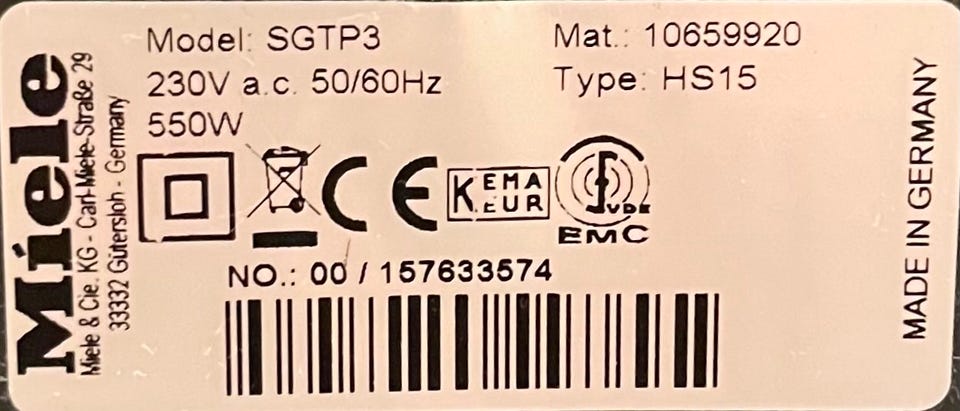 Miele
Miele & Cie. KG - Carl-Miele-Straße 29
33332 Gütersloh - Germany
Model: SGTP3
230V a.c. 50/60Hz
550W
Mat.: 10659920
Type: HS15
CE
KEMA
KEUR
VDE
EMC
NO.: 00 / 157633574
MADE IN GERMANY